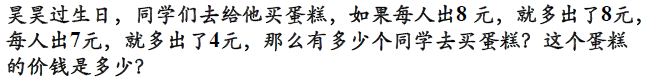 昊昊过生日，同学们去给他买蛋糕，如果每人出8 元，就多出了8元，
每人出7元，就多出了4元，那么有多少个同学去买蛋糕？这个蛋糕
的价钱是多少？